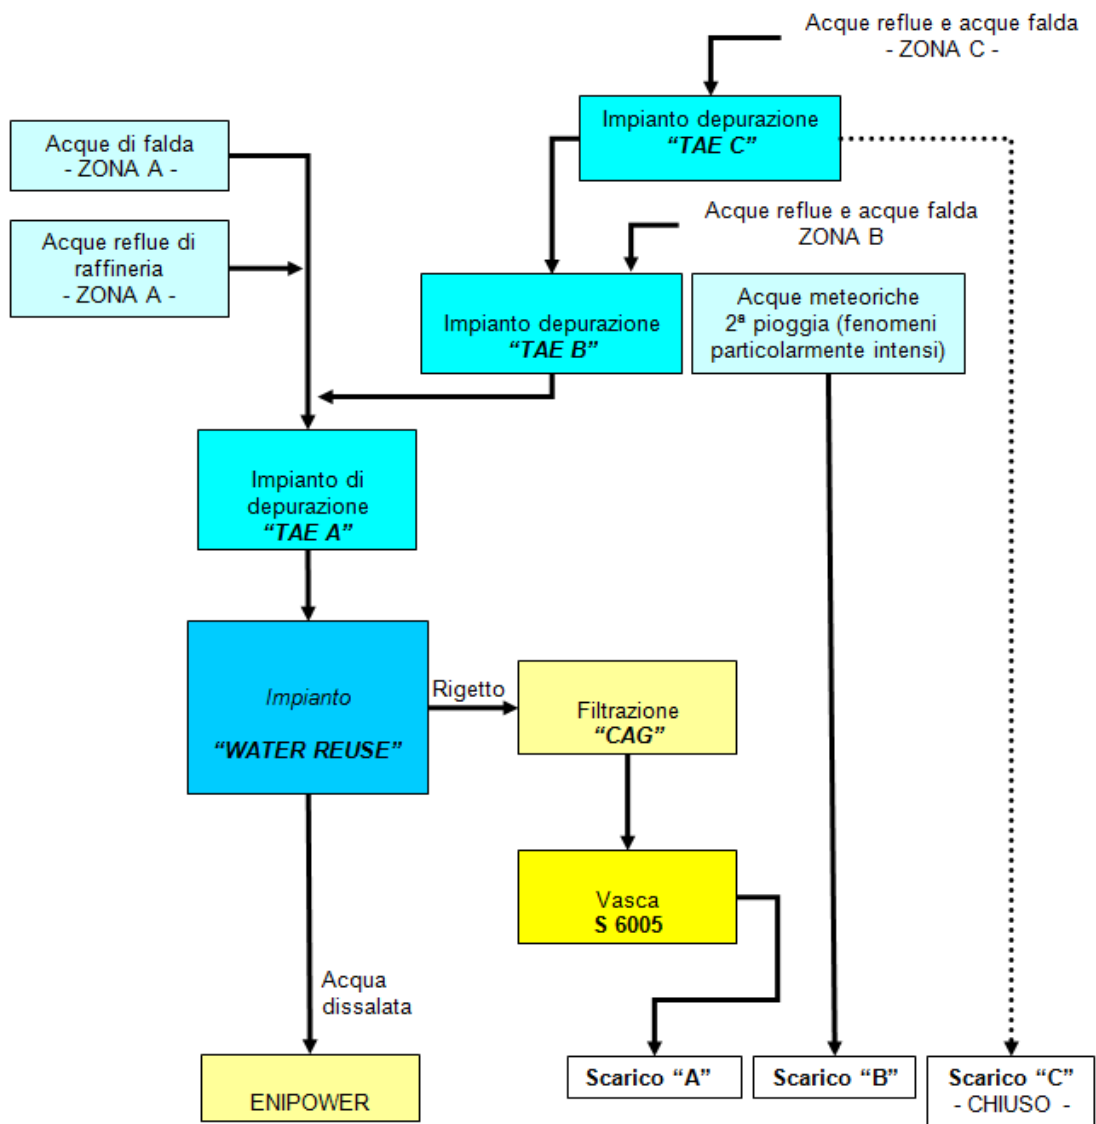 Acque reflue e acque falda
- ZONA C -
Impianto depurazione
“TAE C”
Acque di falda
- ZONA A -
Acque reflue e acque falda
ZONA B
Acque reflue di
raffineria
- ZONA A -
Impianto depurazione
“TAE B”
Acque meteoriche
2ª pioggia (fenomeni
particolarmente intensi)
Impianto di
depurazione
“TAE A”
Impianto
“WATER REUSE”
Rigetto
Filtrazione
“CAG”
Vasca
S 6005
Acqua
dissalata
ENIPOWER
Scarico “A”
Scarico “B”
Scarico “C”
- CHIUSO -